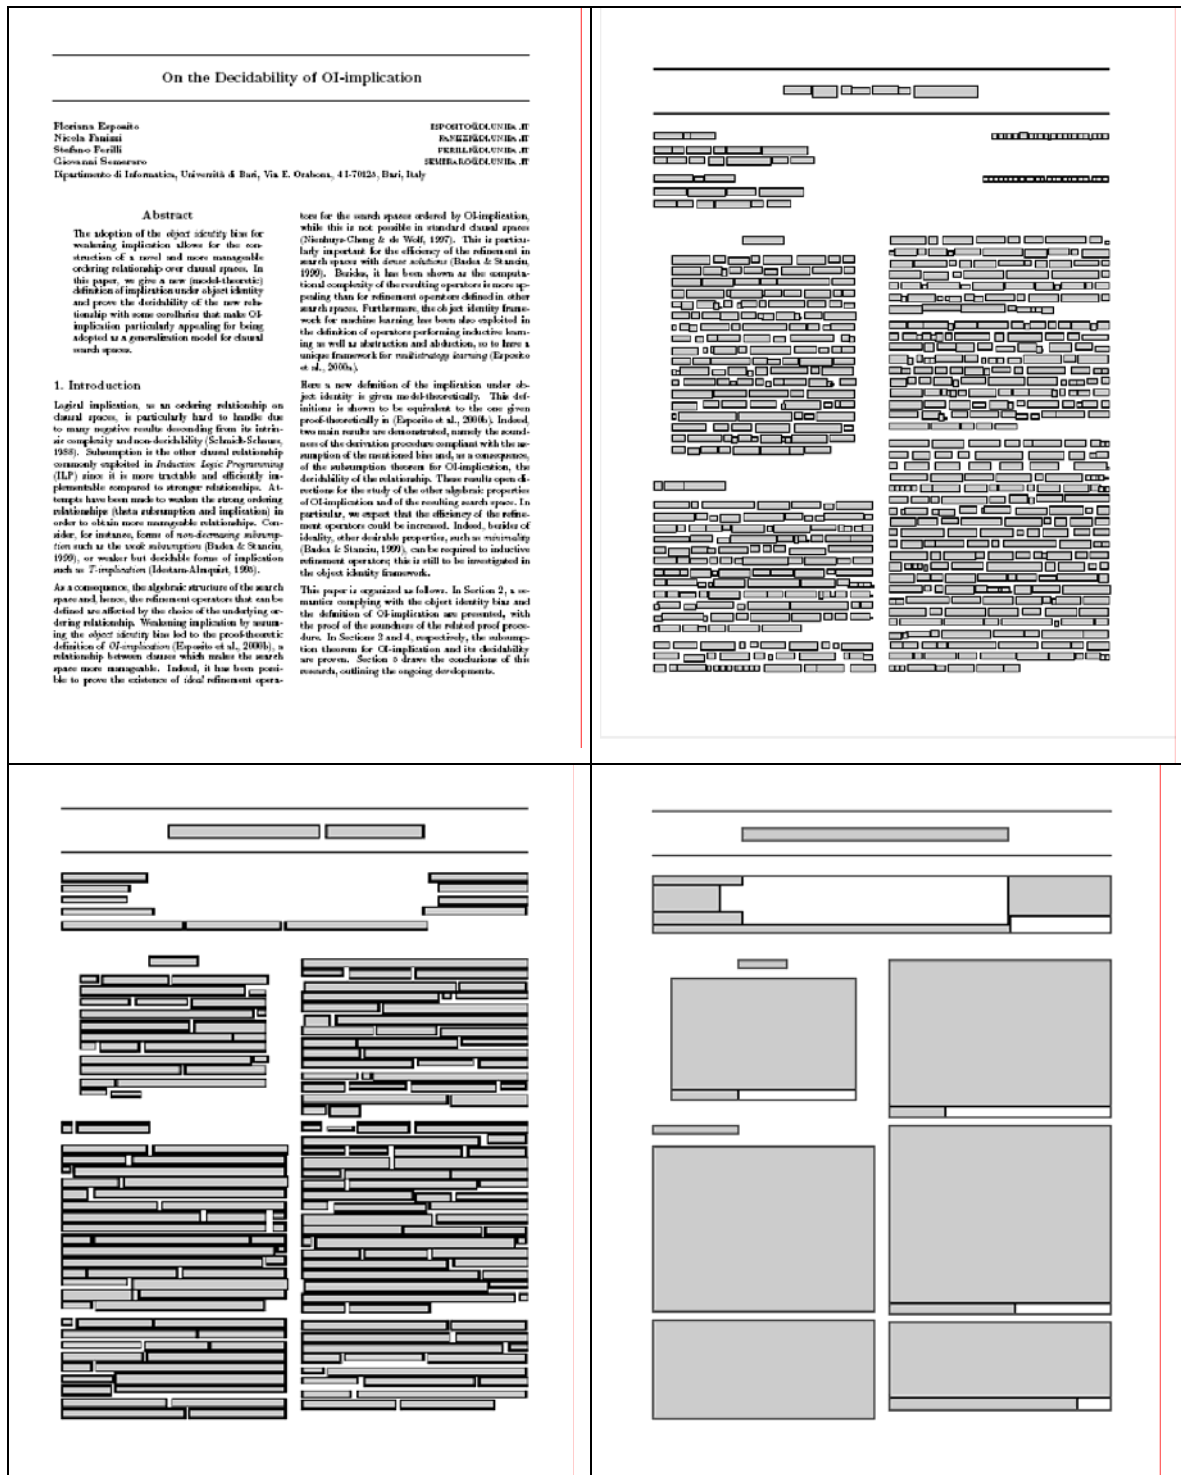 On the Decidability of OI-implication
Floriana Esposito ESPOSITO@DI.UNIBA.IT
Nicola Fanizzi FANIZZI@DI.UNIBA.IT
Stefano Ferilli FERILLI@DI.UNIBA.IT
Giovanni Semeraro SEMERARO@DI.UNIBA.IT
Dipartimento di Informatica, Università di Bari, Via E. Orabona, 4 I-70125, Bari, Italy
Abstract
The adoption of the object identity bias for
weakening implication allows for the con-
struction of a novel and more manageable
ordering relationship over clausal spaces. In
this paper, we give a new (model-theoretic)
definition of implication under object identity
and prove the decidability of the new rela-
tionship with some corollaries that make OI-
implication particularly appealing for being
adopted as a generalization model for clausal
search spaces.
1. Introduction
Logical implication, as an ordering relationship on
clausal spaces, is particularly hard to handle due
to many negative results descending from its intrin-
sic complexity and non-decidability (Schmidt-Schauss,
1988). Subsumption is the other clausal relationship
commonly exploited in Inductive Logic Programming
(ILP) since it is more tractable and efficiently im-
plementable compared to stronger relationships. At-
tempts have been made to weaken the strong ordering
relationships (theta subsumption and implication) in
order to obtain more manageable relationships. Con-
sider, for instance, forms of non-decreasing subsump-
tion such as the weak subsumption (Badea & Stanciu,
1999), or weaker but decidable forms of implication
such as T-implication (Idestam-Almquist, 1995).
As a consequence, the algebraic structure of the search
space and, hence, the refinement operators that can be
defined are affected by the choice of the underlying or-
dering relationship. Weakening implication by assum-
ing the object identity bias led to the proof-theoretic
definition of OI-implication (Esposito et al., 2000b), a
relationship between clauses which makes the search
space more manageable. Indeed, it has been possi-
ble to prove the existence of ideal refinement opera-
tors for the search spaces ordered by OI-implication,
while this is not possible in standard clausal spaces
(Nienhuys-Cheng & de Wolf, 1997). This is particu-
larly important for the efficiency of the refinement in
search spaces with dense solutions (Badea & Stanciu,
1999). Besides, it has been shown as the computa-
tional complexity of the resulting operators is more ap-
pealing than for refinement operators defined in other
search spaces. Furthermore, the object identity frame-
work for machine learning has been also exploited in
the definition of operators performing inductive learn-
ing as well as abstraction and abduction, so to have a
unique framework for multistrategy learning (Esposito
et al., 2000a).
Here a new definition of the implication under ob-
ject identity is given model-theoretically. This def-
initions is shown to be equivalent to the one given
proof-theoretically in (Esposito et al., 2000b). Indeed,
two main results are demonstrated, namely the sound-
ness of the derivation procedure compliant with the as-
sumption of the mentioned bias and, as a consequence,
of the subsumption theorem for OI-implication, the
decidability of the relationship. These results open di-
rections for the study of the other algebraic properties
of OI-implication and of the resulting search space. In
particular, we expect that the efficiency of the refine-
ment operators could be increased. Indeed, besides of
ideality, other desirable properties, such as minimality
(Badea & Stanciu, 1999), can be required to inductive
refinement operators; this is still to be investigated in
the object identity framework.
This paper is organized as follows. In Section 2, a se-
mantics complying with the object identity bias and
the definition of OI-implication are presented, with
the proof of the soundness of the related proof proce-
dure. In Sections 3 and 4, respectively, the subsump-
tion theorem for OI-implication and its decidability
are proven. Section 5 draws the conclusions of this
research, outlining the ongoing developments.